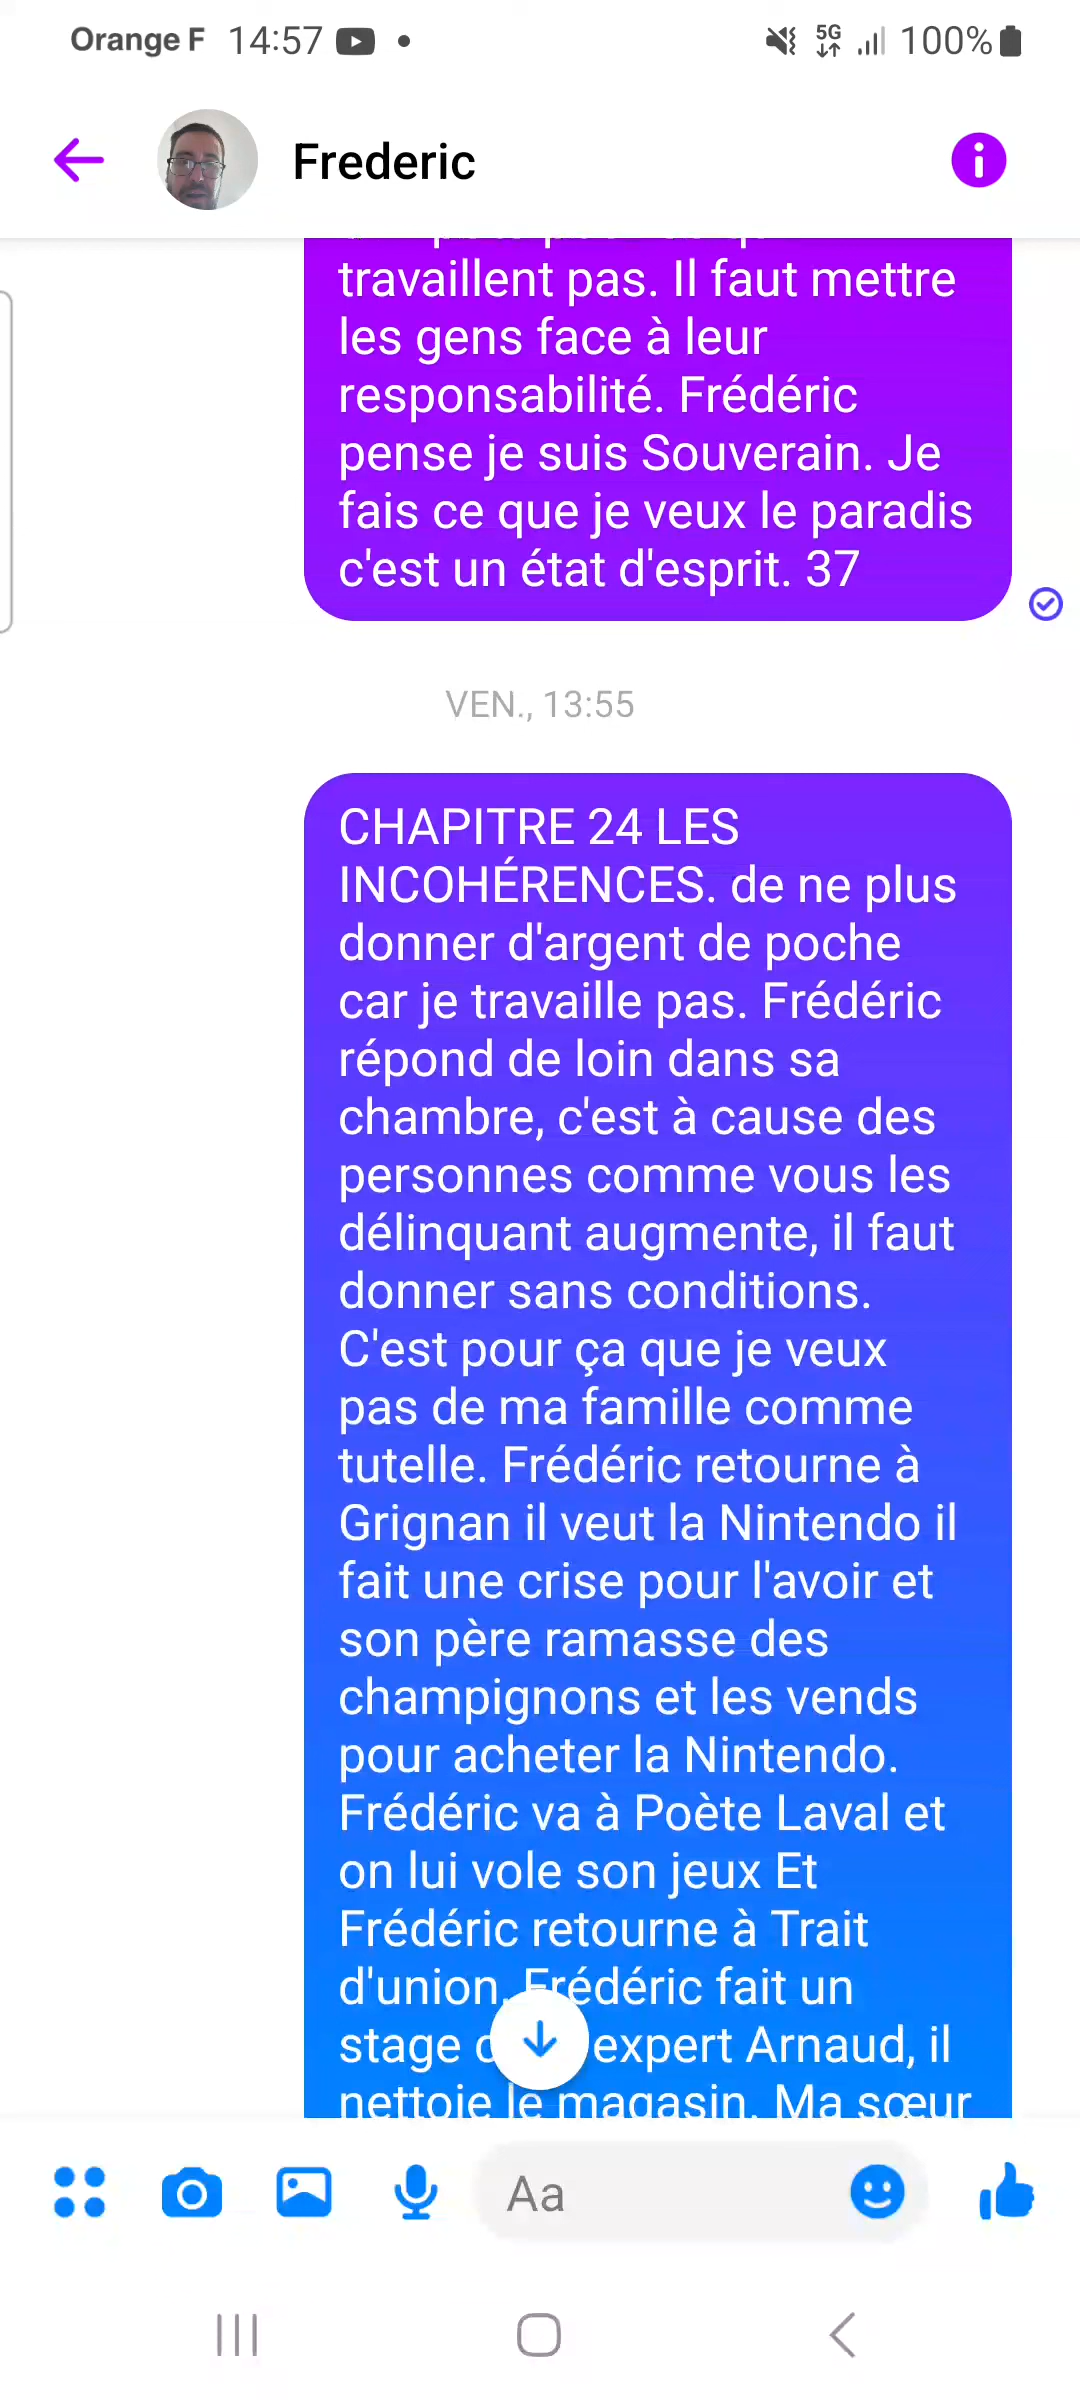 Orange F 14:57
5G
100%
Frederic
travaillent pas. Il faut mettre
les gens face à leur
responsabilité. Frédéric
pense je suis Souverain. Je
fais ce que je veux le paradis
c'est un état d'esprit. 37
VEN., 13:55
CHAPITRE 24 LES
INCOHÉRENCES. de ne plus
donner d'argent de poche
car je travaille pas. Frédéric
répond de loin dans sa
chambre, c'est à cause des
personnes comme vous les
délinquant augmente, il faut
donner sans conditions.
C'est pour ça que je veux
pas de ma famille comme
tutelle. Frédéric retourne à
Grignan il veut la Nintendo il
fait une crise pour l'avoir et
son père ramasse des
champignons et les vends
pour acheter la Nintendo.
Frédéric va à Poète Laval et
on lui vole son jeux Et
Frédéric retourne à Trait
d'union. Frédéric fait un
stage expert Arnaud, il
nettoie le magasin. Ma sœur
Aa